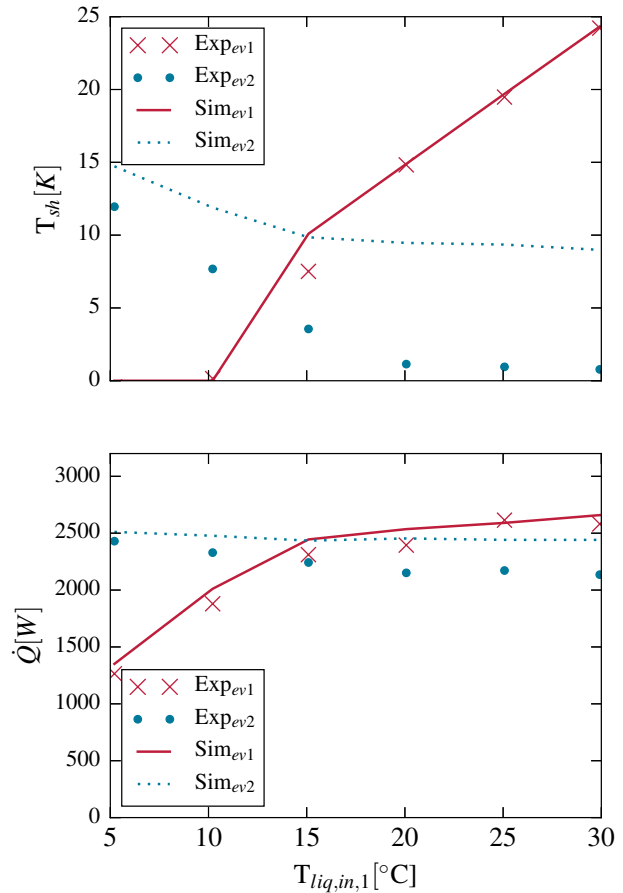 25
20
15
10
5
0
T_sh[K]
Exp_ev1
Exp_ev2
Sim_ev1
Sim_ev2
3000
2500
2000
1500
1000
500
0
Q̇[W]
Exp_ev1
Exp_ev2
Sim_ev1
Sim_ev2
5 10 15 20 25 30
T_liq,in,1[°C]